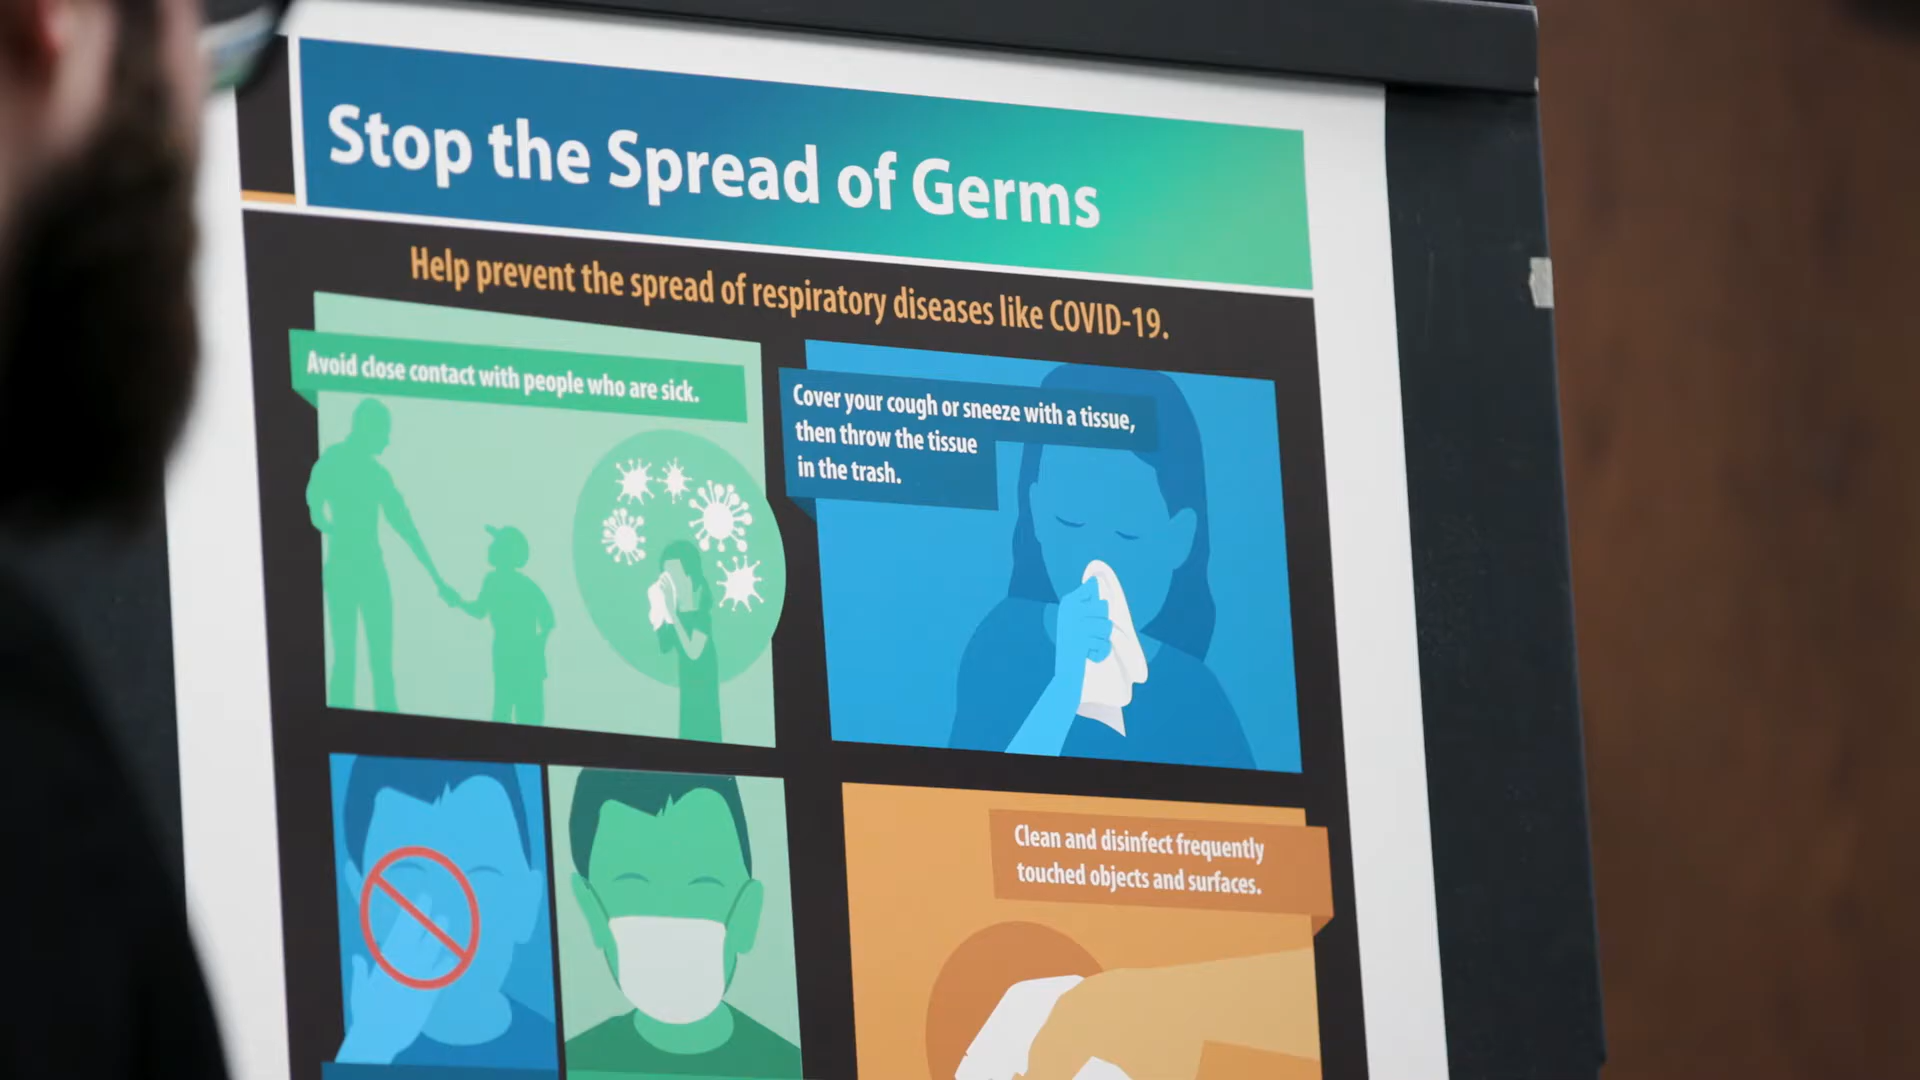 Stop the Spread of Germs
Help prevent the spread of respiratory diseases like COVID-19.
Avoid close contact with people who are sick.
Cover your cough or sneeze with a tissue,
then throw the tissue
in the trash.
Clean and disinfect frequently
touched objects and surfaces.